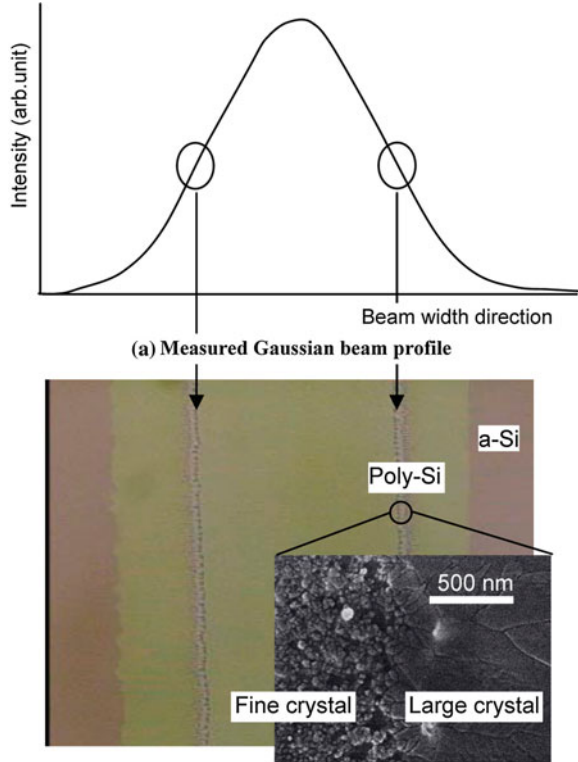 Intensity (arb.unit)
Beam width direction
(a) Measured Gaussian beam profile
a-Si
Poly-Si
500 nm
Fine crystal
Large crystal